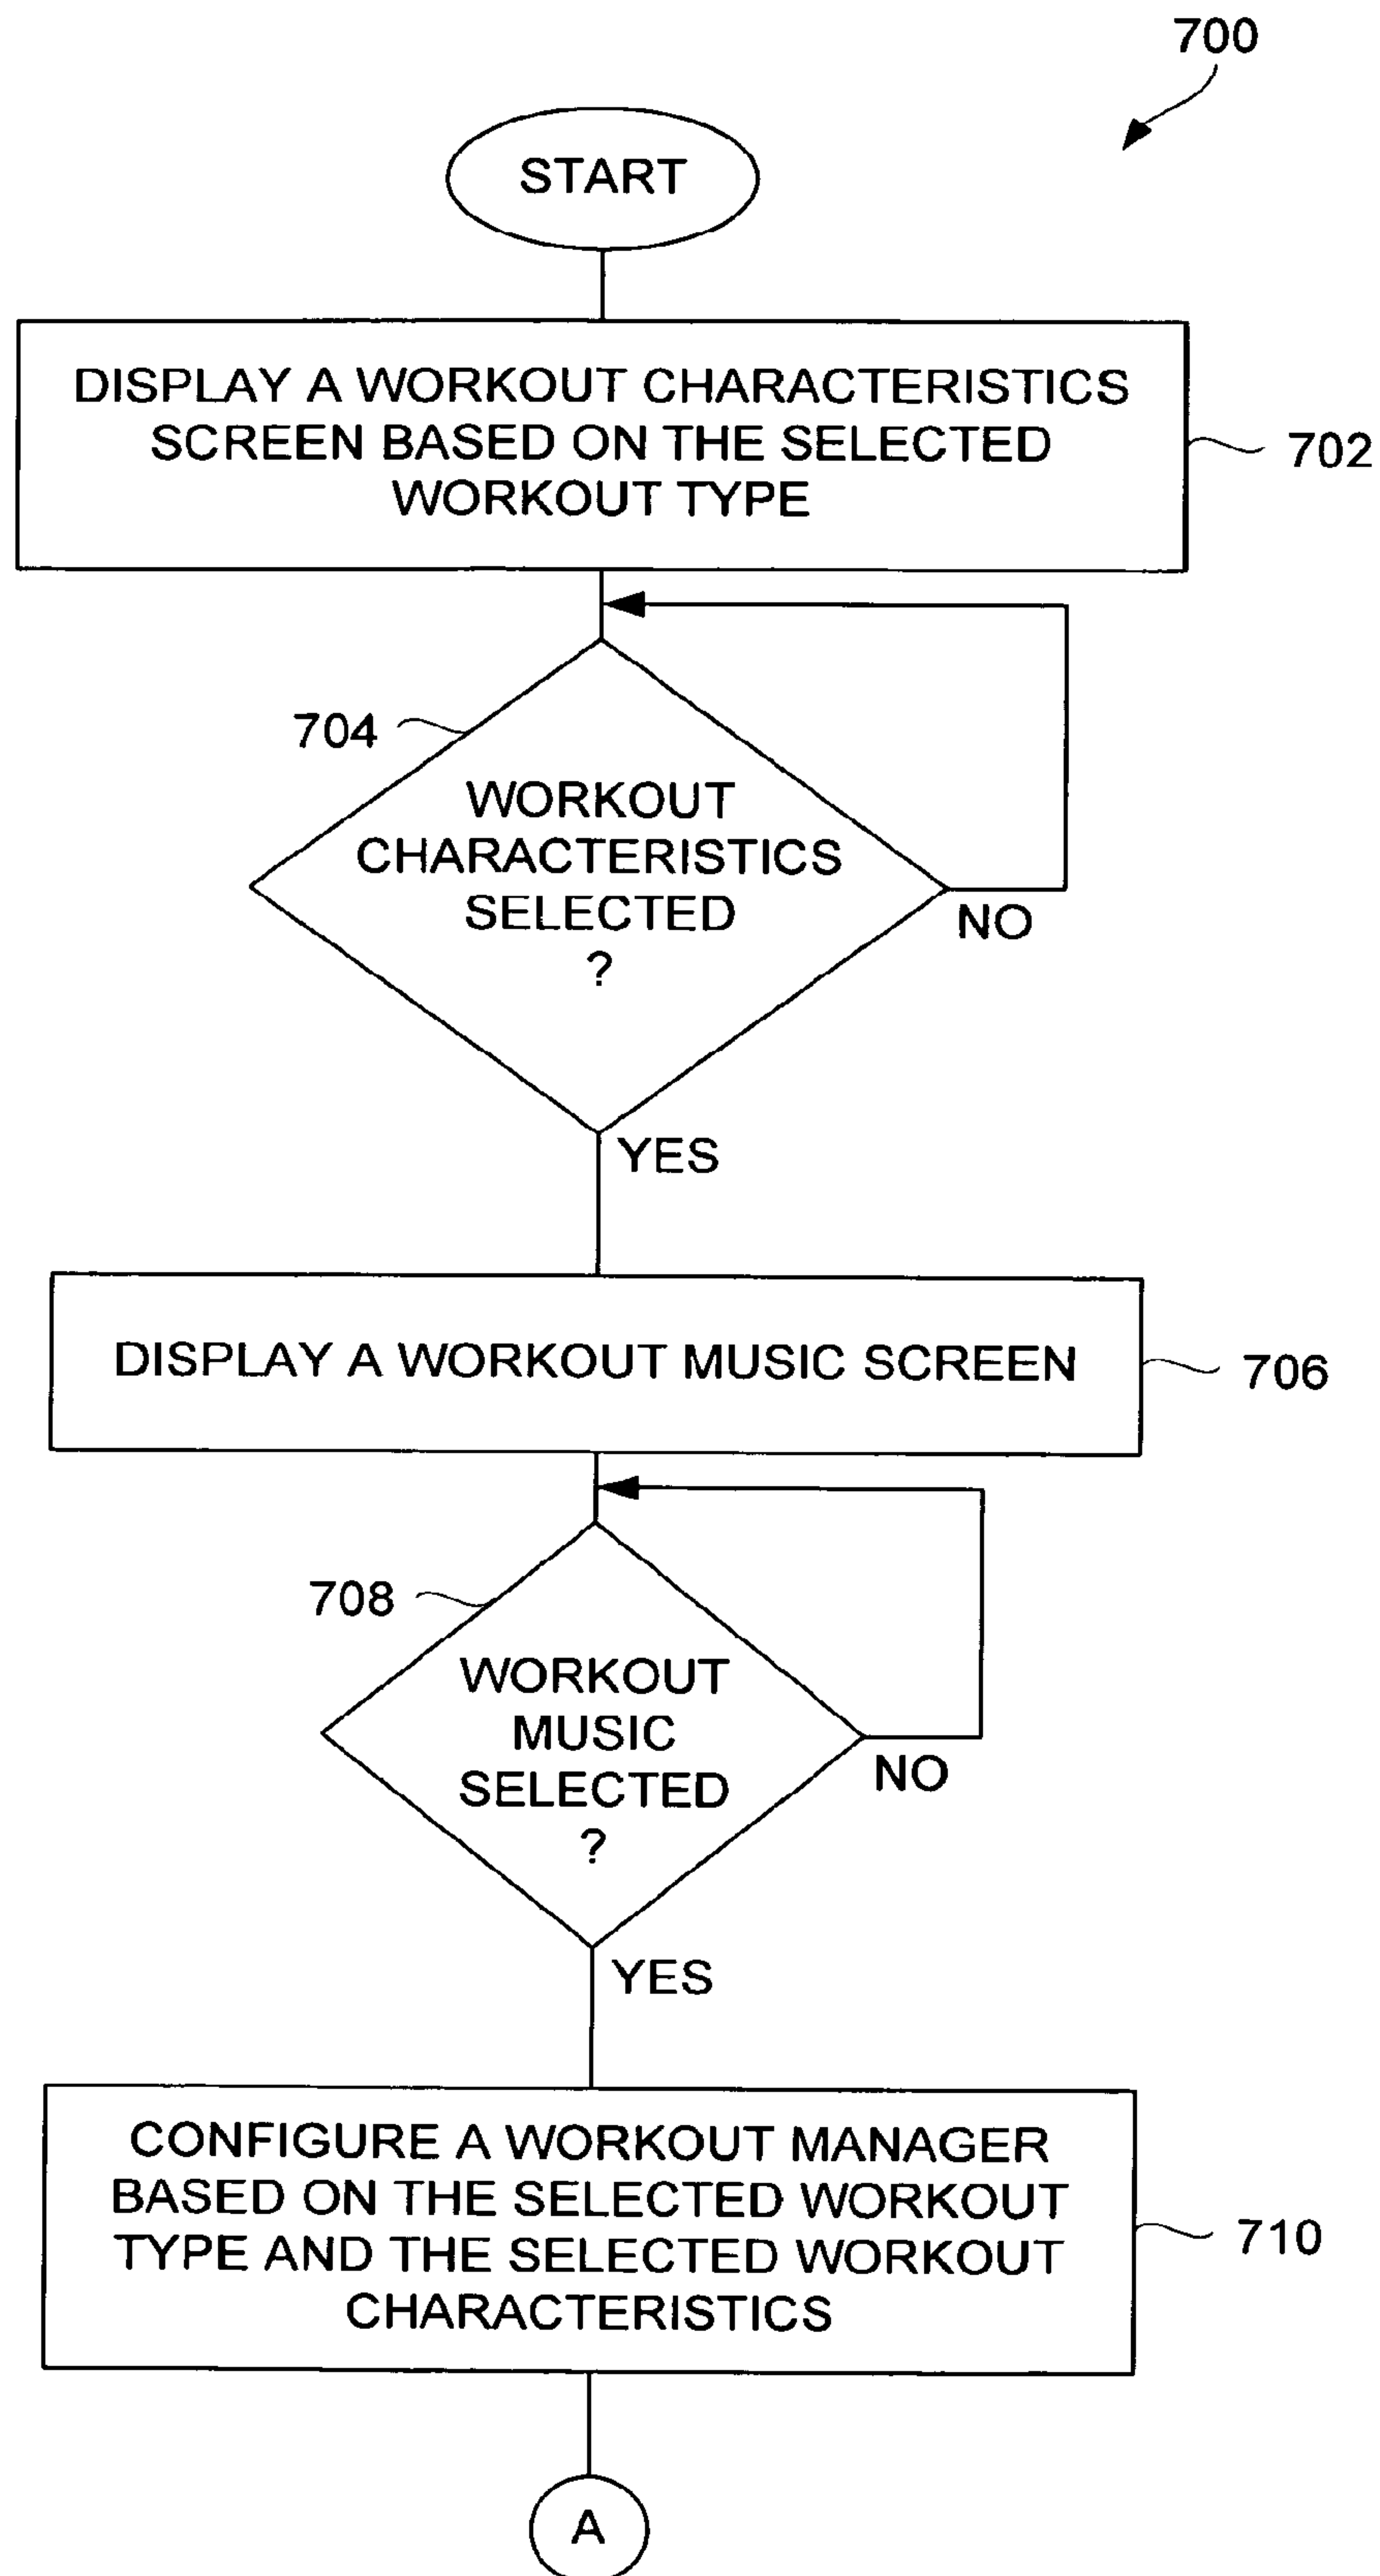 700
START
DISPLAY A WORKOUT CHARACTERISTICS
SCREEN BASED ON THE SELECTED
WORKOUT TYPE
702
704
WORKOUT
CHARACTERISTICS
SELECTED
?
NO
YES
DISPLAY A WORKOUT MUSIC SCREEN
706
708
WORKOUT
MUSIC
SELECTED
?
NO
YES
CONFIGURE A WORKOUT MANAGER
BASED ON THE SELECTED WORKOUT
TYPE AND THE SELECTED WORKOUT
CHARACTERISTICS
710
A